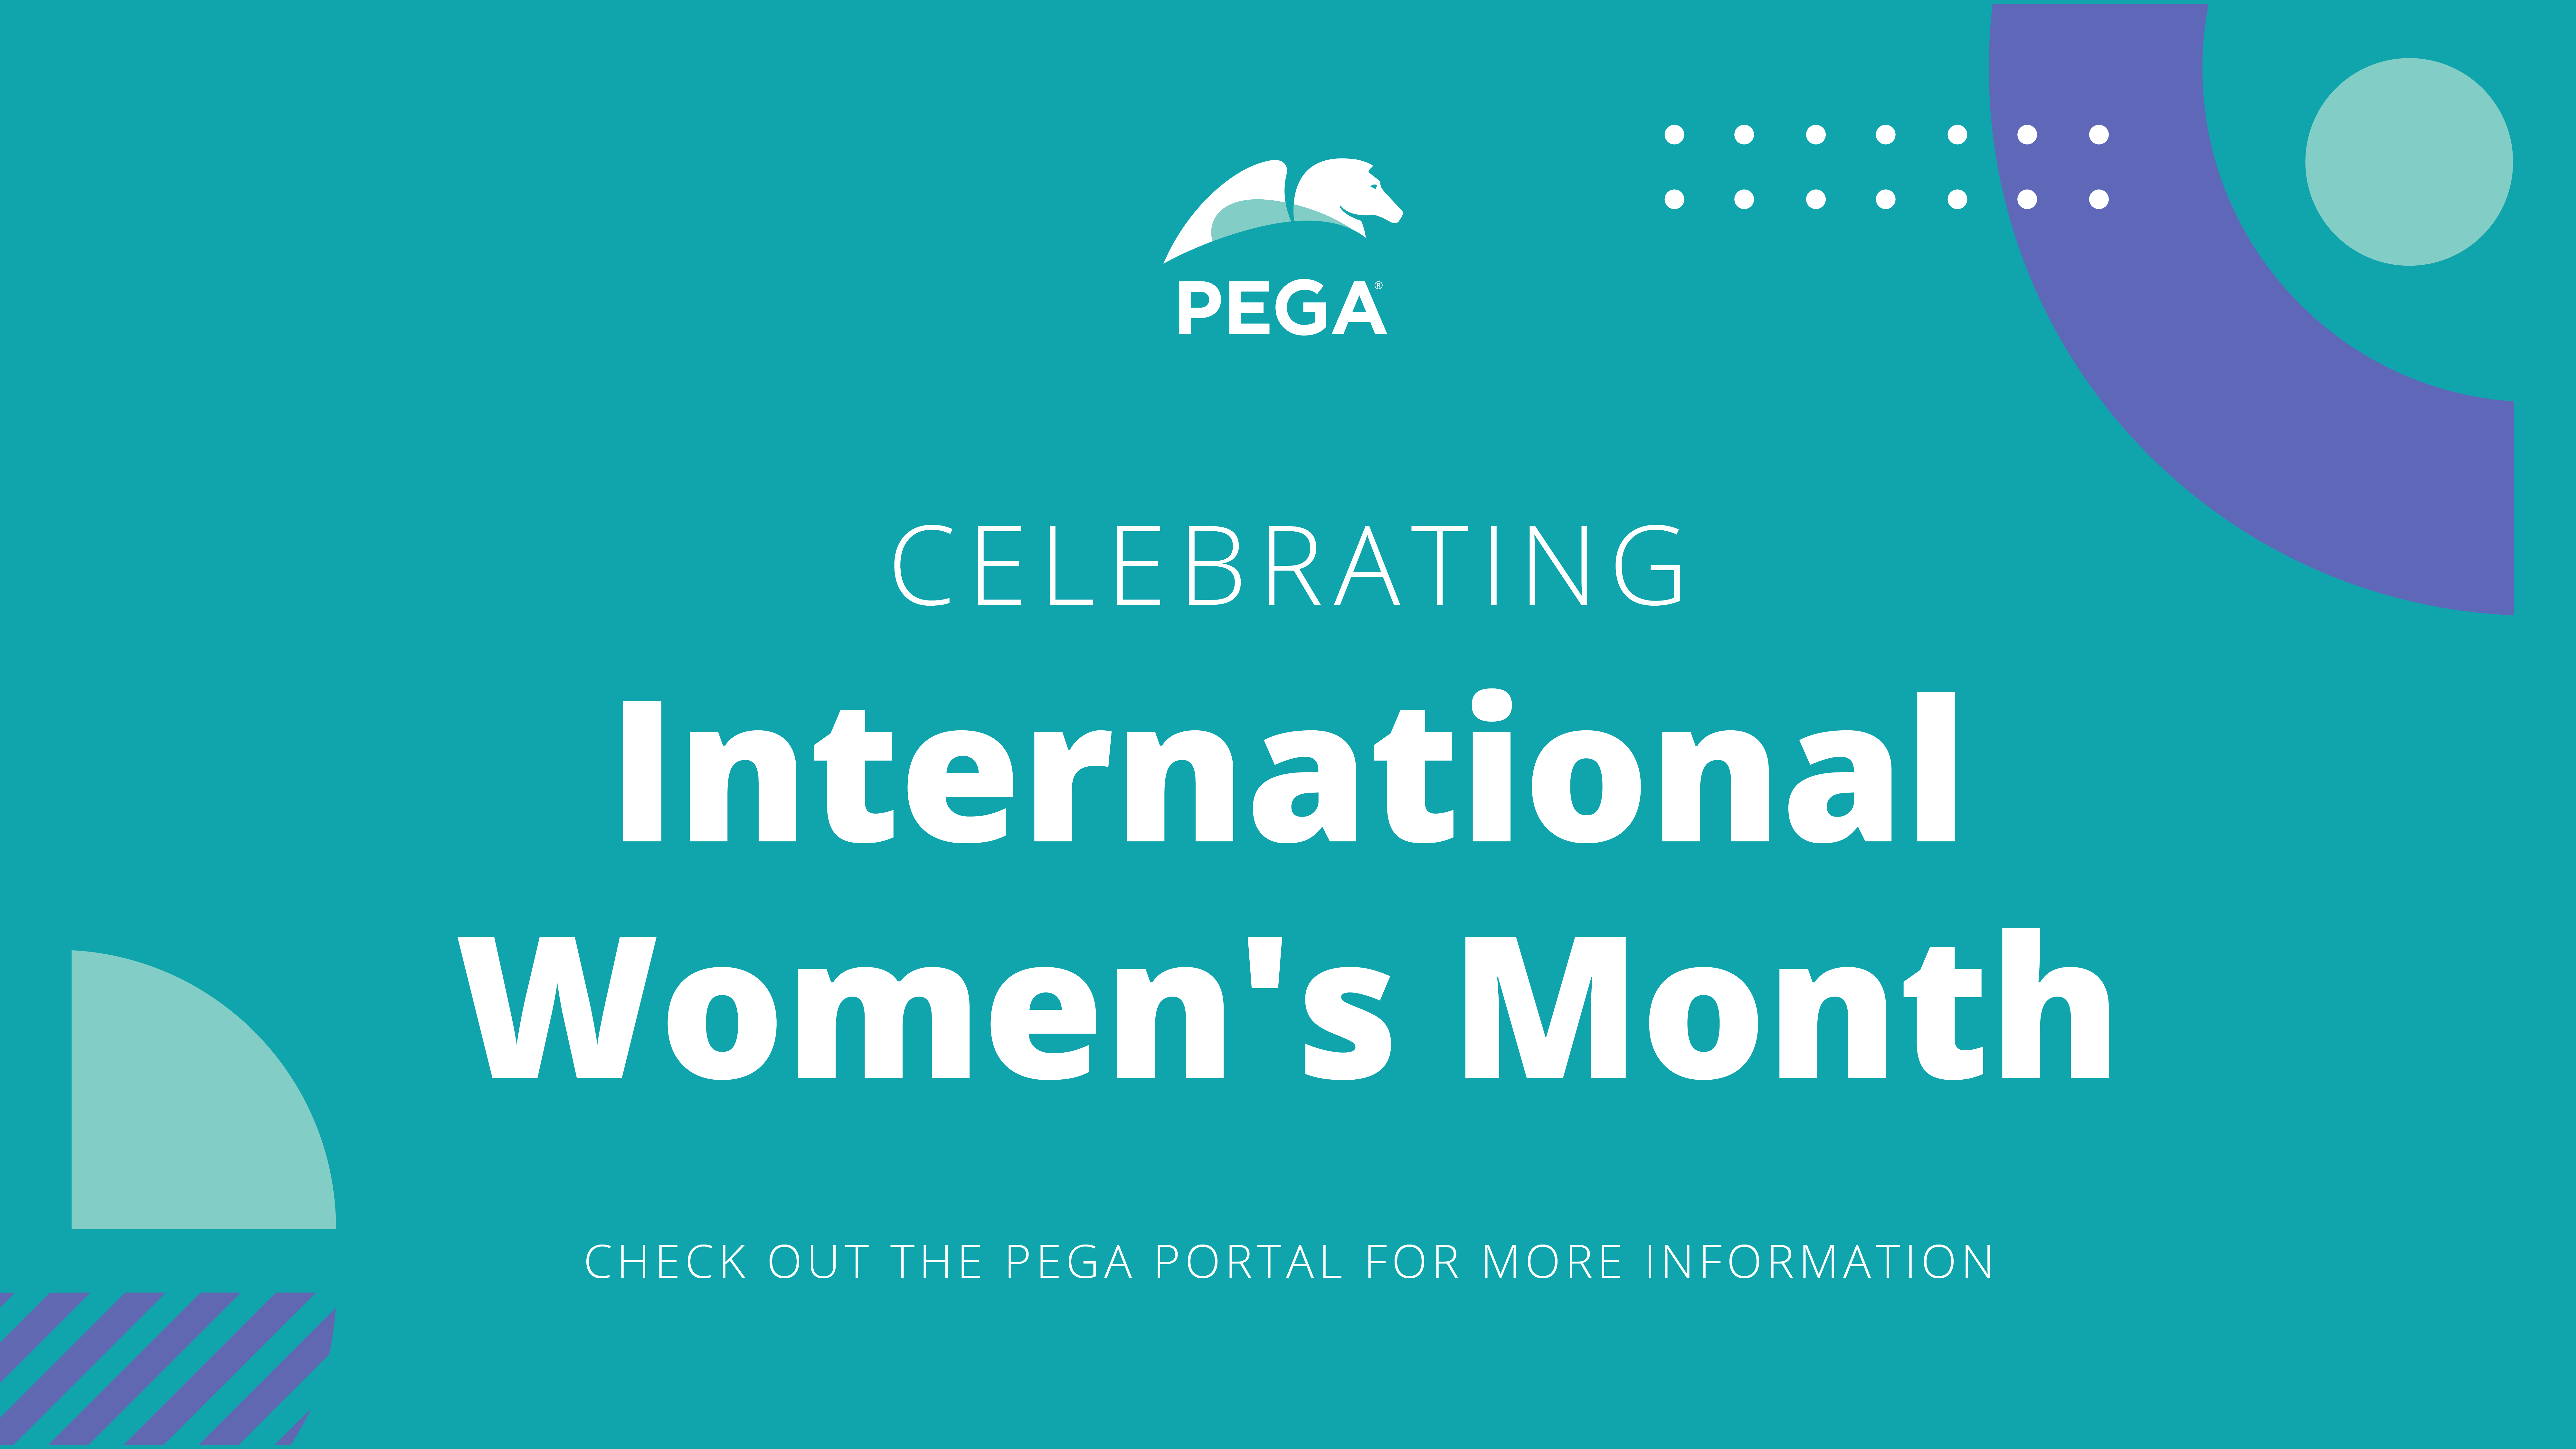 PEGA®
CELEBRATING
International
Women's Month
CHECK OUT THE PEGA PORTAL FOR MORE INFORMATION